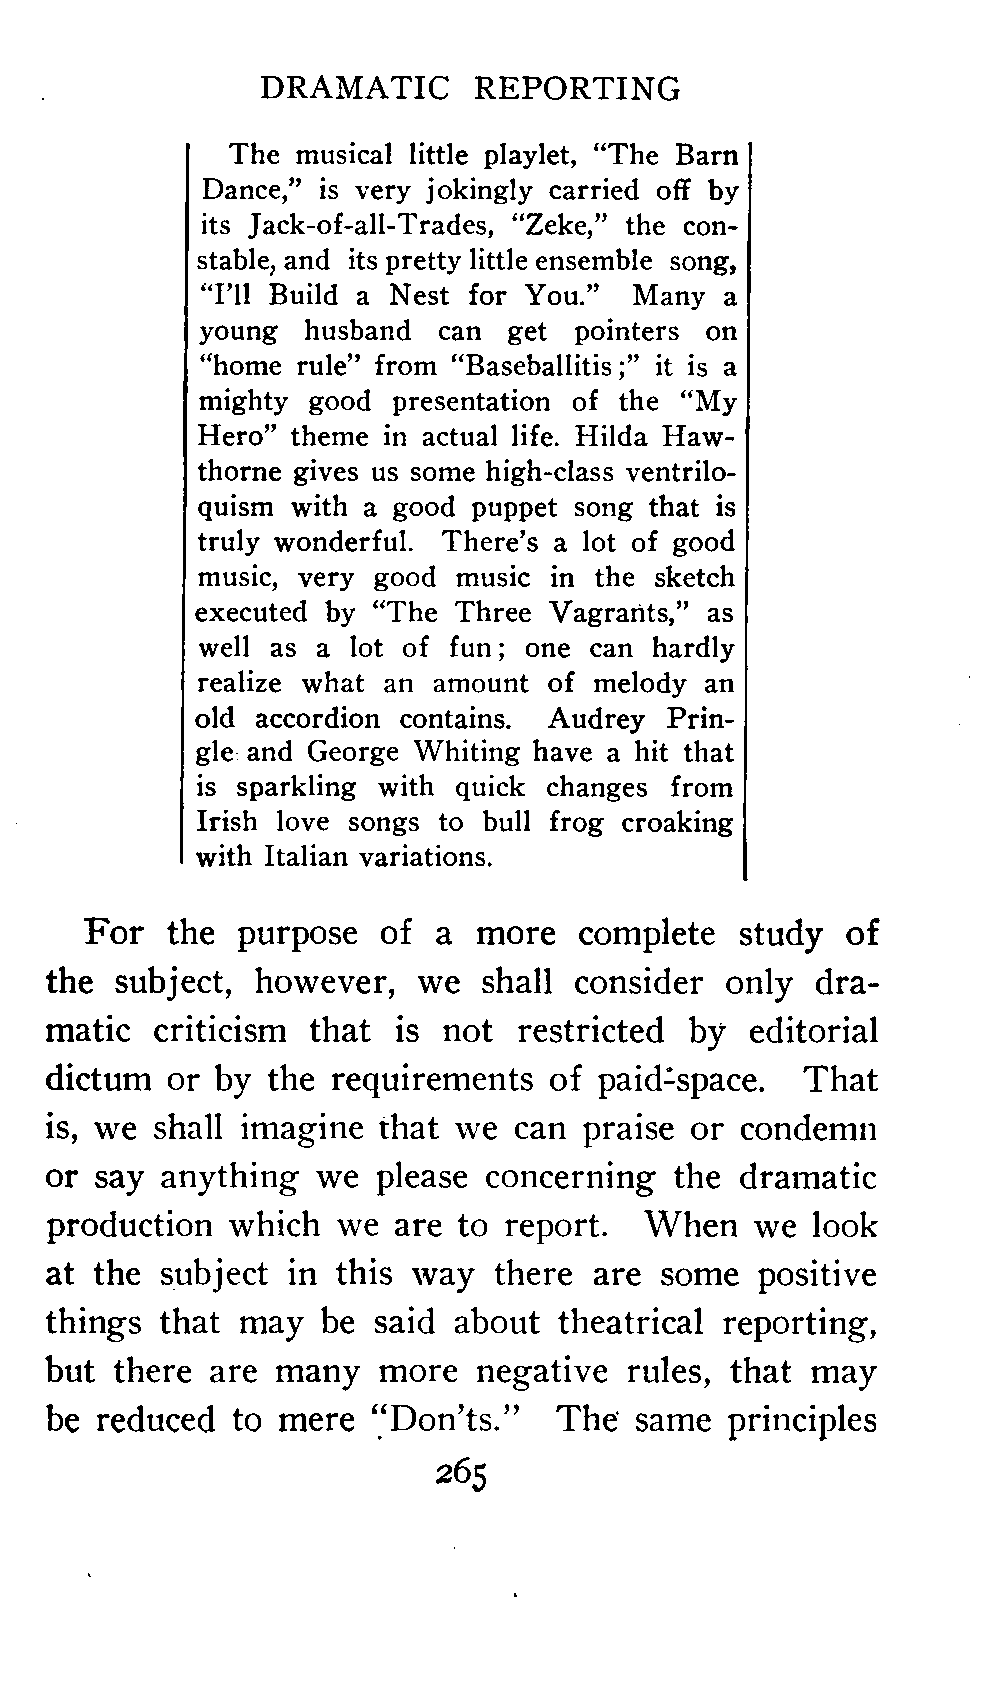 DRAMATIC REPORTING
The musical little playlet, “The Barn
Dance,” is very jokingly carried off by
its Jack-of-all-Trades, “Zeke,” the con-
stable, and its pretty little ensemble song,
“I’ll Build a Nest for You.” Many a
young husband can get pointers on
“home rule” from “Baseballitis;” it is a
mighty good presentation of the “My
Hero” theme in actual life. Hilda Haw-
thorne gives us some high-class ventrilo-
quism with a good puppet song that is
truly wonderful. There’s a lot of good
music, very good music in the sketch
executed by “The Three Vagrants,” as
well as a lot of fun; one can hardly
realize what an amount of melody an
old accordion contains. Audrey Prin-
gle and George Whiting have a hit that
is sparkling with quick changes from
Irish love songs to bull frog croaking
with Italian variations.
For the purpose of a more complete study of
the subject, however, we shall consider only dra-
matic criticism that is not restricted by editorial
dictum or by the requirements of paid-space. That
is, we shall imagine that we can praise or condemn
or say anything we please concerning the dramatic
production which we are to report. When we look
at the subject in this way there are some positive
things that may be said about theatrical reporting,
but there are many more negative rules, that may
be reduced to mere “Don’ts.” The same principles
265